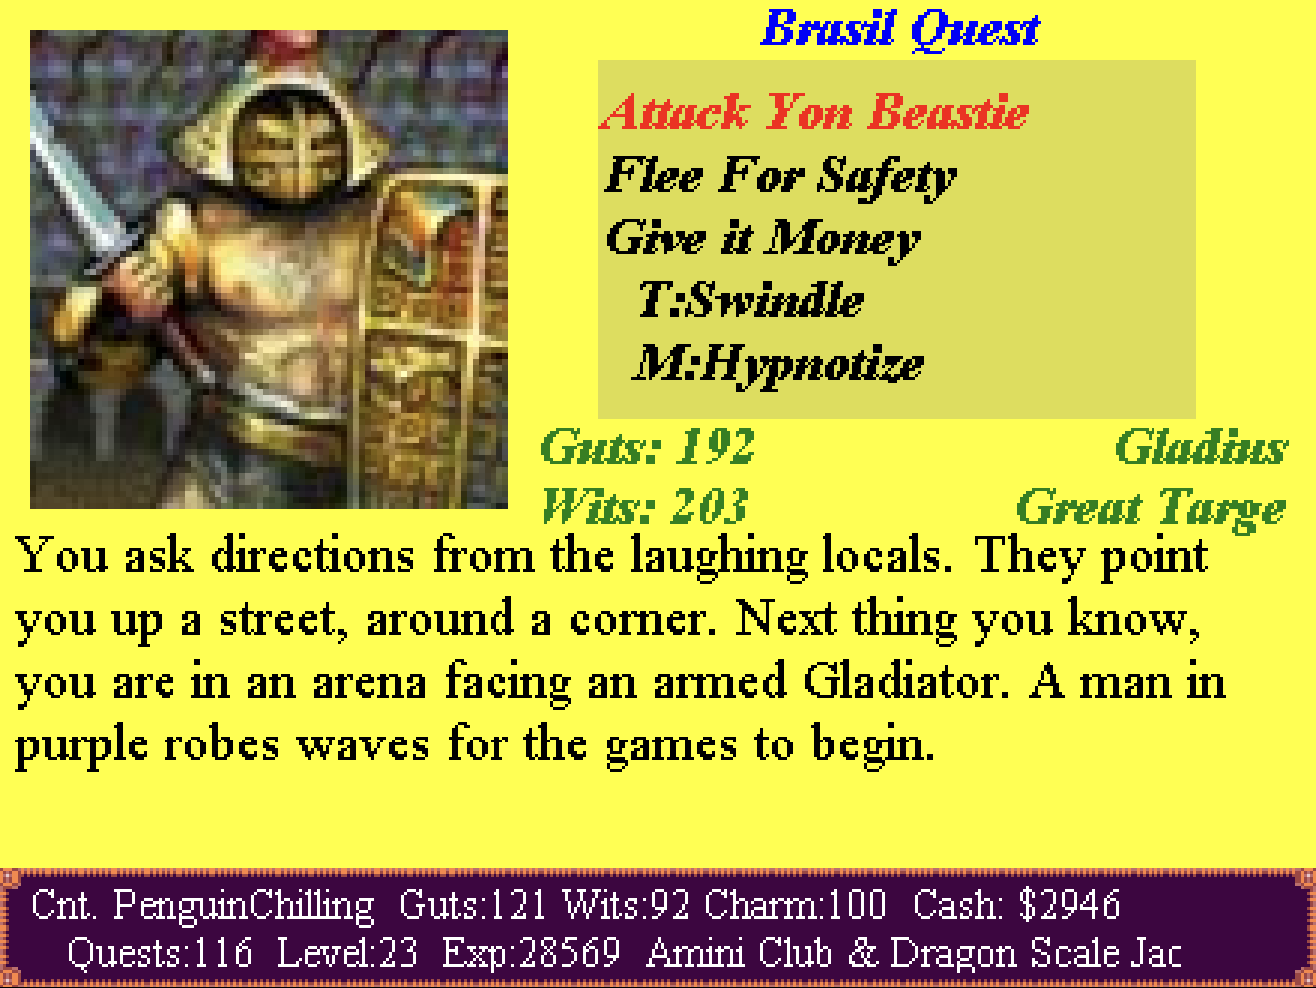 Brasil Quest
Attack Yon Beastie
Flee For Safety
Give it Money
T:Swindle
M:Hypnotize
Guts: 192
Gladius
Wits: 203
Great Targe
You ask directions from the laughing locals. They point
you up a street, around a corner. Next thing you know,
you are in an arena facing an armed Gladiator. A man in
purple robes waves for the games to begin.
Cnt. PenguinChilling Guts:121 Wits:92 Charm:100 Cash: $2946
Quests:116 Level:23 Exp:28569 Amini Club & Dragon Scale Jac